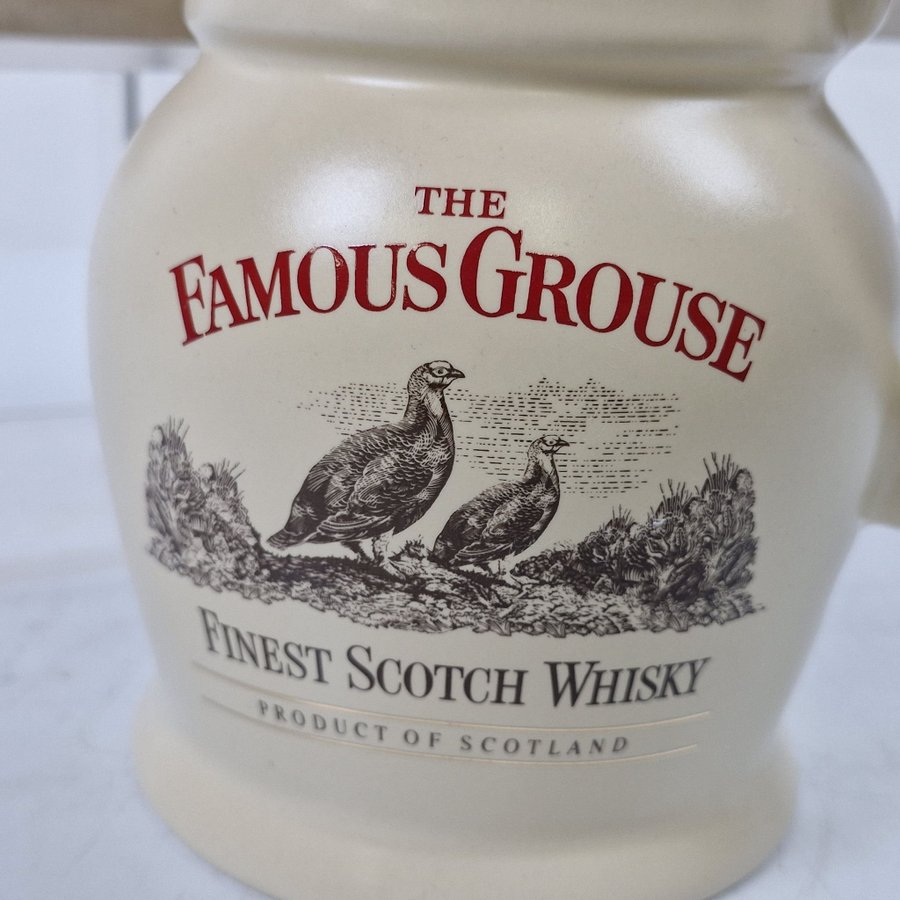 THE
FAMOUS GROUSE
FINEST SCOTCH WHISKY
PRODUCT OF SCOTLAND